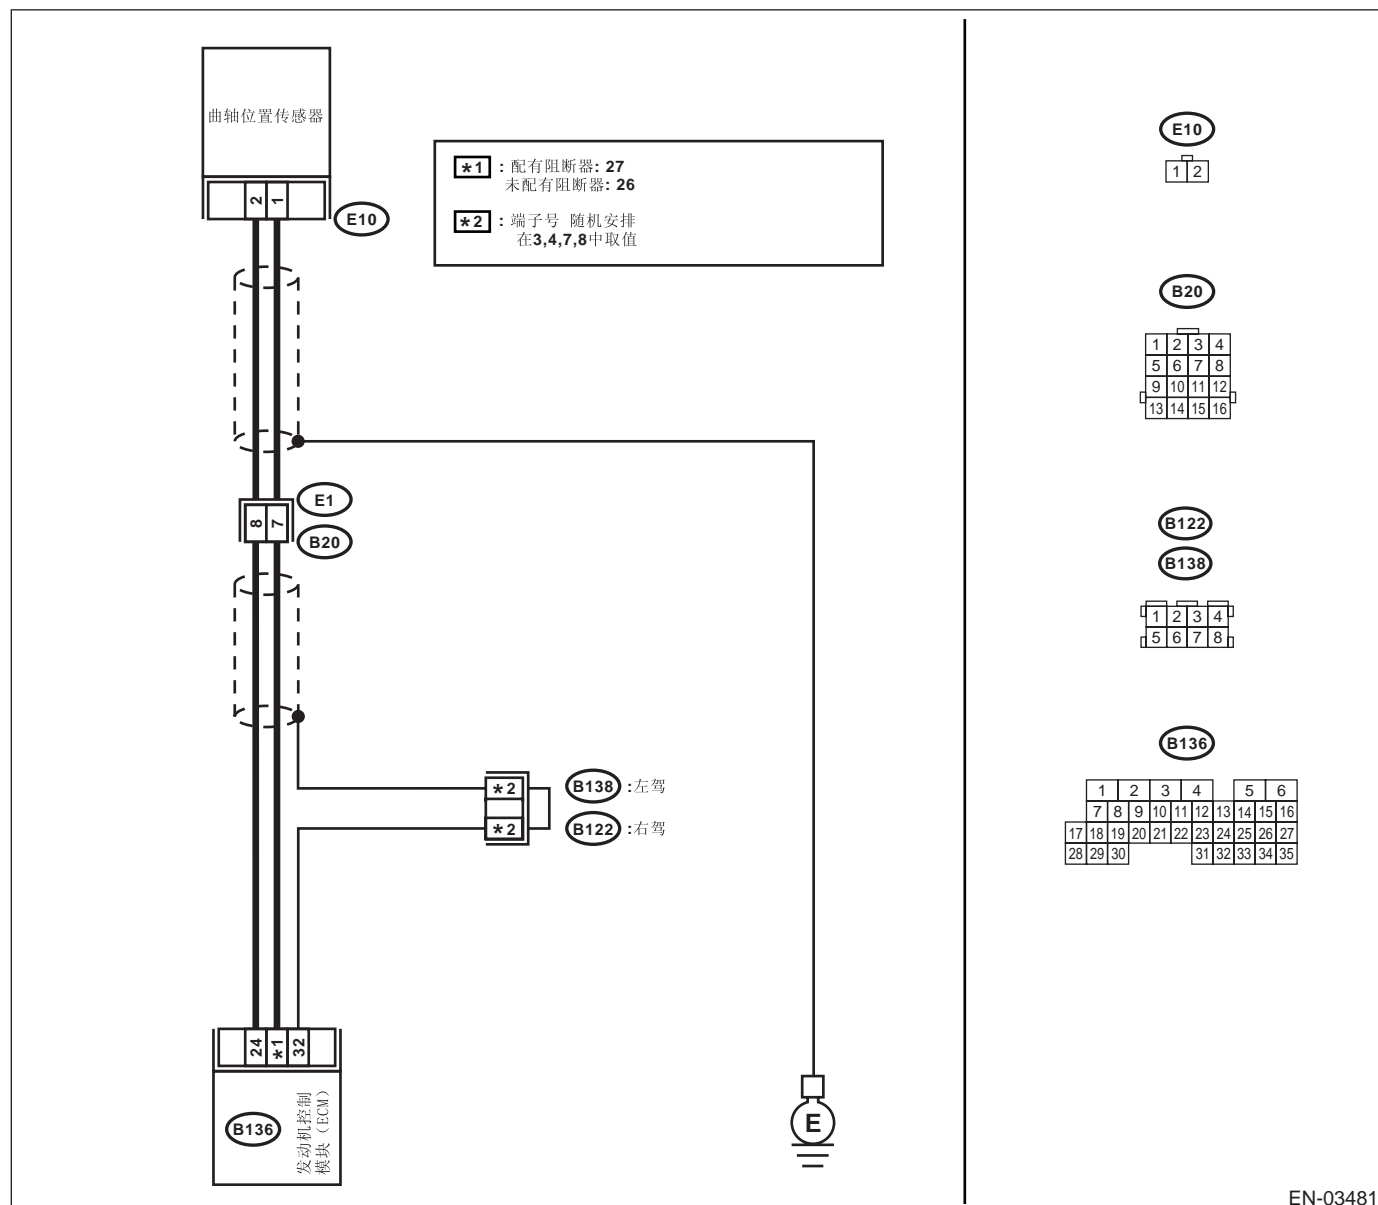 曲轴位置传感器
2 1
E10
*1 : 配有阻断器: 27
未配有阻断器: 26
*2 : 端子号 随机安排
在3,4,7,8中取值
E1
8 7
B20
*2
B138 :左驾
*2
B122 :右驾
24 *1 32
B136
发动机控制
模块（ECM）
E
E10
1 2
B20
1 2 3 4
5 6 7 8
9 10 11 12
13 14 15 16
B122
B138
1 2 3 4
5 6 7 8
B136
1 2 3 4 5 6
7 8 9 10 11 12 13 14 15 16
17 18 19 20 21 22 23 24 25 26 27
28 29 30 31 32 33 34 35
EN-03481